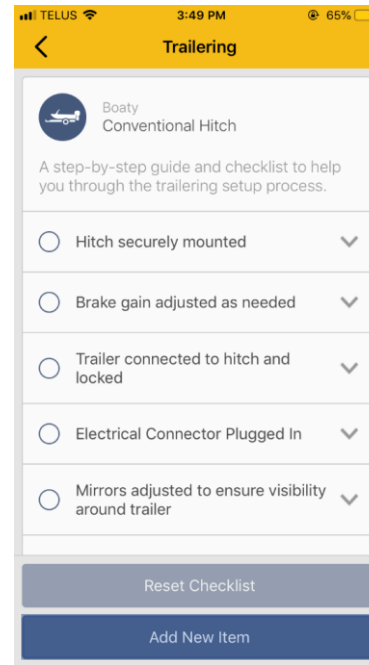 TELUS 3:49 PM 65%
Trailering
Boaty
Conventional Hitch
A step-by-step guide and checklist to help
you through the trailering setup process.
Hitch securely mounted
Brake gain adjusted as needed
Trailer connected to hitch and
locked
Electrical Connector Plugged In
Mirrors adjusted to ensure visibility
around trailer
Reset Checklist
Add New Item